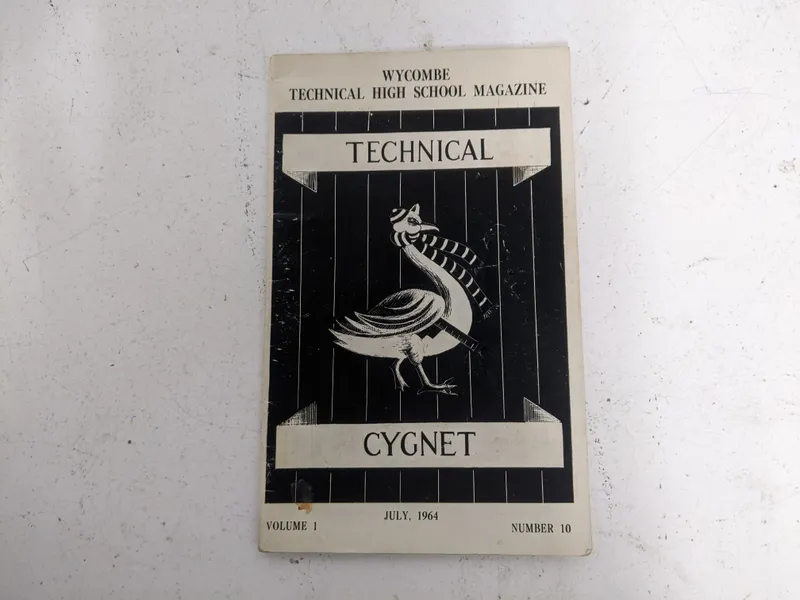 WYCOMBE
TECHNICAL HIGH SCHOOL MAGAZINE
TECHNICAL
CYGNET
JULY, 1964
VOLUME 1
NUMBER 10